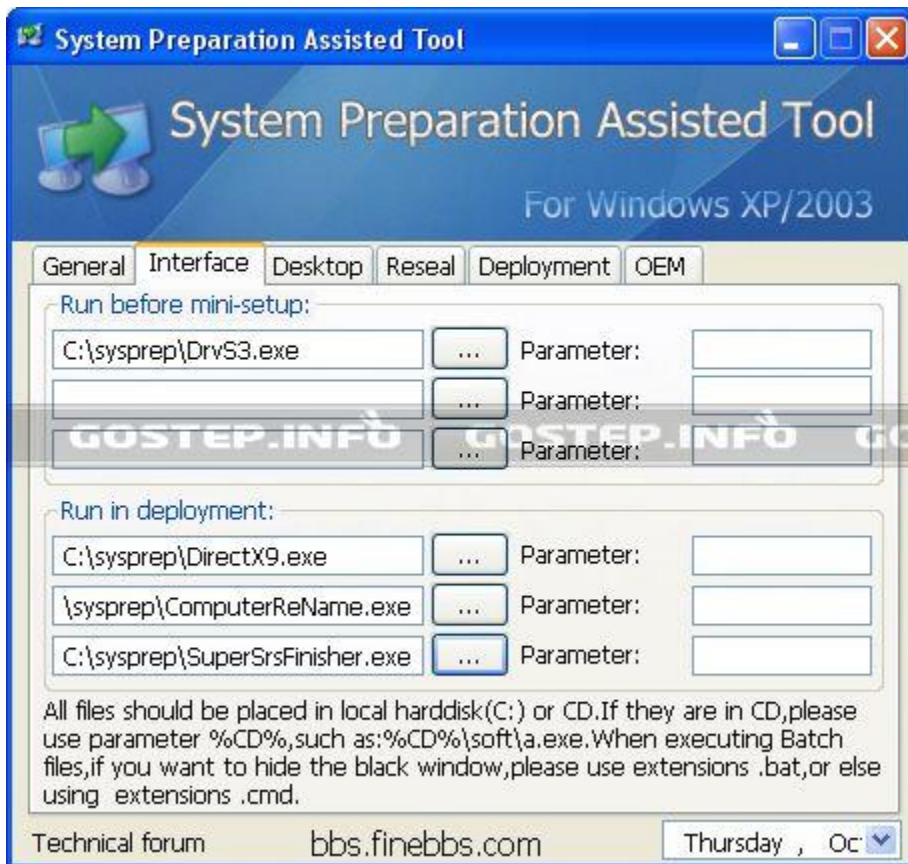 System Preparation Assisted Tool
System Preparation Assisted Tool
For Windows XP/2003
General Interface Desktop Reseal Deployment OEM
Run before mini-setup:
C:\sysprep\DrvS3.exe ... Parameter:
... Parameter:
... Parameter:
GOSTEP.INFO GOSTEP.INFO GO
Run in deployment:
C:\sysprep\DirectX9.exe ... Parameter:
\sysprep\ComputerReName.exe ... Parameter:
C:\sysprep\SuperSrsFinisher.exe ... Parameter:
All files should be placed in local harddisk(C:) or CD.If they are in CD,please
use parameter %CD%,such as:%CD%\soft\a.exe.When executing Batch
files,if you want to hide the black window,please use extensions .bat,or else
using extensions .cmd.
Technical forum bbs.finebbs.com Thursday , Oc